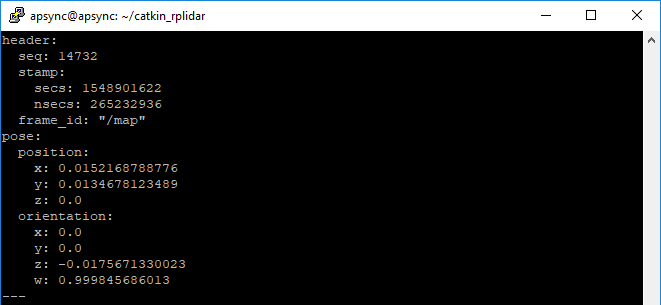 apsync@apsync: ~/catkin_rplidar
header:
  seq: 14732
  stamp:
    secs: 1548901622
    nsecs: 265232936
  frame_id: "/map"
pose:
  position:
    x: 0.0152168788776
    y: 0.0134678123489
    z: 0.0
  orientation:
    x: 0.0
    y: 0.0
    z: -0.0175671330023
    w: 0.999845686013
---